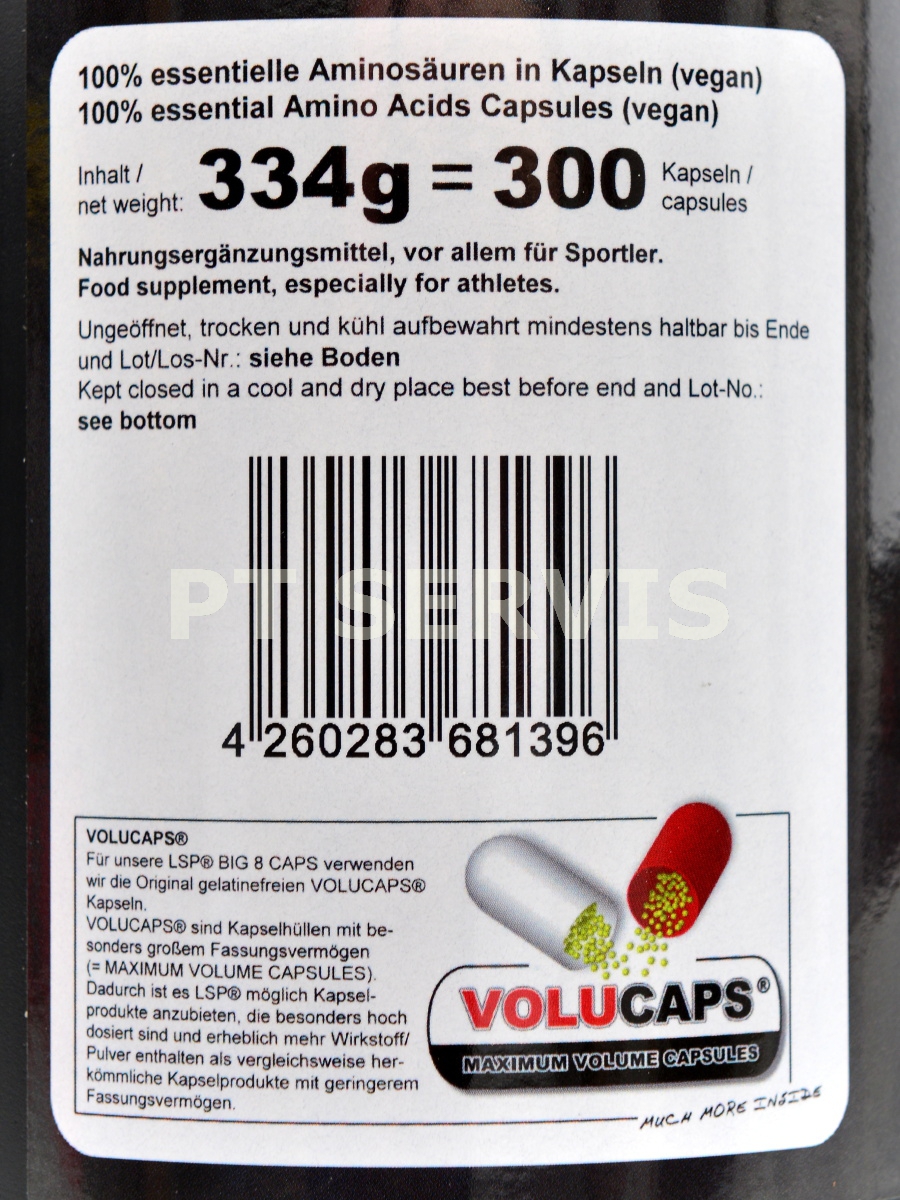 100% essentielle Aminosäuren in Kapseln (vegan)
100% essential Amino Acids Capsules (vegan)
Inhalt /
net weight:
334g = 300
Kapseln /
capsules
Nahrungsergänzungsmittel, vor allem für Sportler.
Food supplement, especially for athletes.
Ungeöffnet, trocken und kühl aufbewahrt mindestens haltbar bis Ende
und Lot/Los-Nr.: siehe Boden
Kept closed in a cool and dry place best before end and Lot-No.:
see bottom
PT SERVIS
4 260283 681396
VOLUCAPS®
Für unsere LSP® BIG 8 CAPS verwenden
wir die Original gelatinefreien VOLUCAPS®
Kapseln.
VOLUCAPS® sind Kapselhüllen mit be-
sonders großem Fassungsvermögen
(= MAXIMUM VOLUME CAPSULES).
Dadurch ist es LSP® möglich Kapsel-
produkte anzubieten, die besonders hoch
dosiert sind und erheblich mehr Wirkstoff/
Pulver enthalten als vergleichsweise her-
kömmliche Kapselprodukte mit geringerem
Fassungsvermögen.
VOLUCAPS®
MAXIMUM VOLUME CAPSULES
MUCH MORE INSIDE